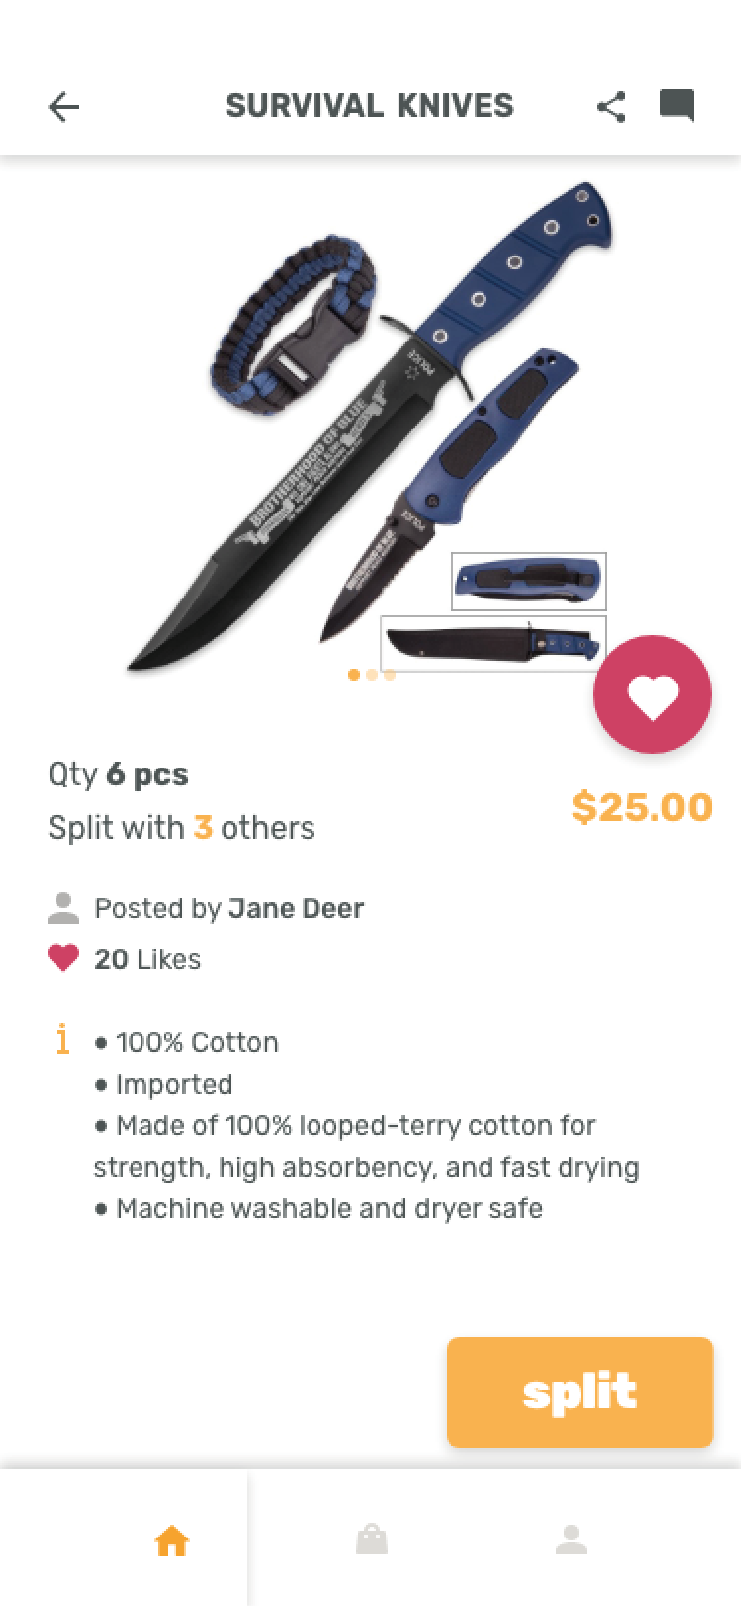 SURVIVAL KNIVES
POLICE
BROTHERHOOD OF BLUE
POLICE
Qty 6 pcs
Split with 3 others
$25.00
Posted by Jane Deer
20 Likes
i
• 100% Cotton
• Imported
• Made of 100% looped-terry cotton for
strength, high absorbency, and fast drying
• Machine washable and dryer safe
split